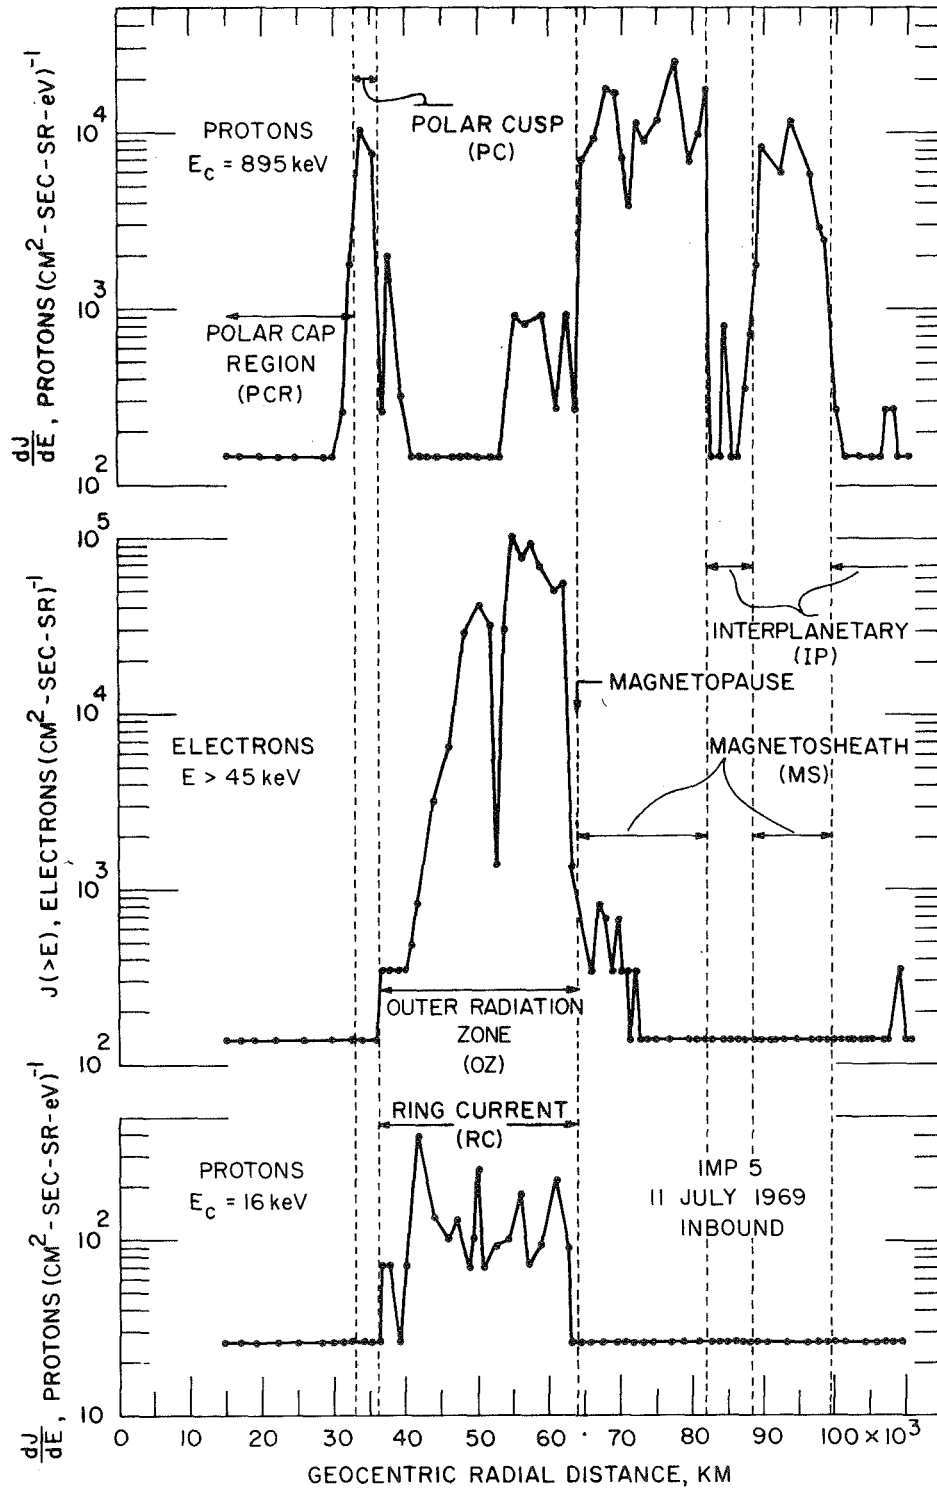 dJ/dE, PROTONS (CM²-SEC-SR-eV)⁻¹
10⁴
10³
10²
PROTONS
E_C = 895 keV
POLAR CUSP
(PC)
POLAR CAP
REGION
(PCR)
J(>E), ELECTRONS (CM²-SEC-SR)⁻¹
10⁵
10⁴
10³
10²
ELECTRONS
E > 45 keV
INTERPLANETARY
(IP)
MAGNETOPAUSE
MAGNETOSHEATH
(MS)
OUTER RADIATION
ZONE
(OZ)
dJ/dE, PROTONS (CM²-SEC-SR-eV)⁻¹
10²
10
PROTONS
E_C = 16 keV
RING CURRENT
(RC)
IMP 5
11 JULY 1969
INBOUND
0 10 20 30 40 50 60 70 80 90 100×10³
GEOCENTRIC RADIAL DISTANCE, KM